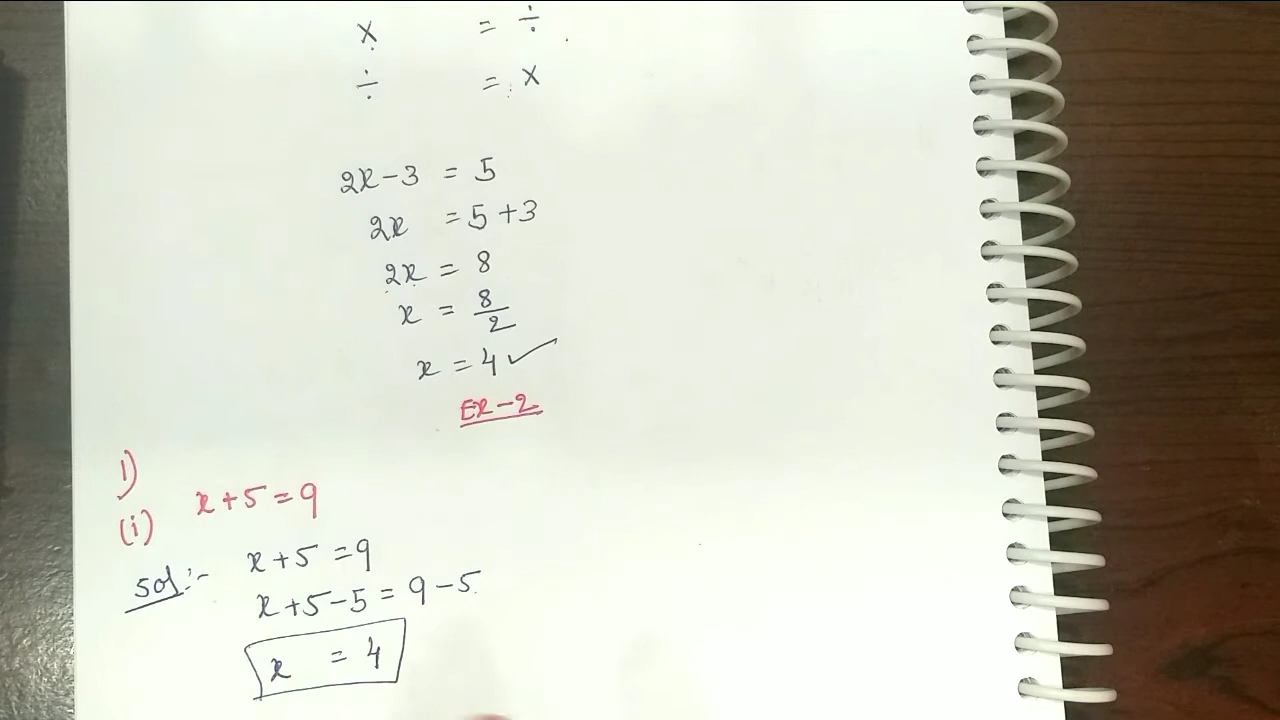 x = ÷
÷ = x
2x-3 = 5
2x = 5+3
2x = 8
x = 8/2
x = 4 ✓
Ex-2
1)
(i) x+5=9
Sol:- x+5=9
x+5-5=9-5
x = 4